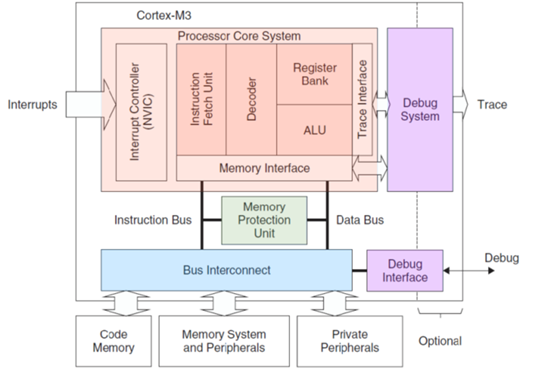 Cortex-M3
Processor Core System
Interrupts
Interrupt Controller
(NVIC)
Instruction
Fetch Unit
Decoder
Register
Bank
ALU
Trace Interface
Memory Interface
Debug
System
Trace
Instruction Bus
Memory
Protection
Unit
Data Bus
Bus Interconnect
Debug
Interface
Debug
Code
Memory
Memory System
and Peripherals
Private
Peripherals
Optional